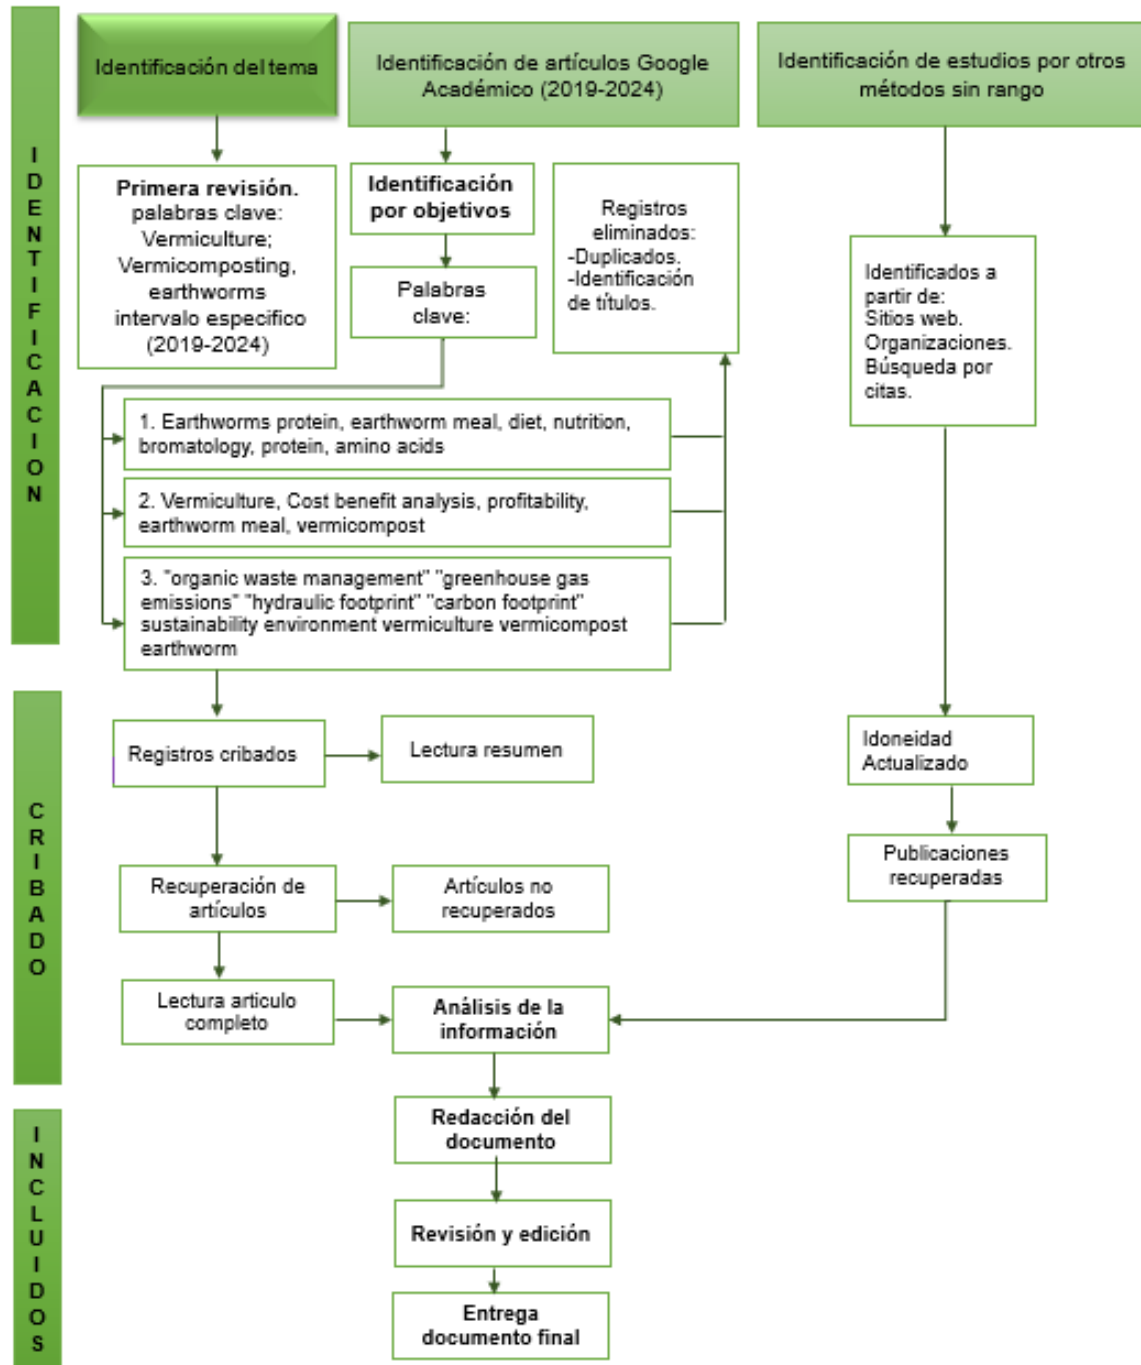 IDENTIFICACION
Identificación del tema
Identificación de artículos Google
Académico (2019-2024)
Identificación de estudios por otros
métodos sin rango
Primera revisión.
palabras clave:
Vermiculture;
Vermicomposting,
earthworms
intervalo especifico
(2019-2024)
Identificación
por objetivos
Palabras
clave:
Registros
eliminados:
-Duplicados.
-Identificación
de títulos.
Identificados a
partir de:
Sitios web.
Organizaciones.
Búsqueda por
citas.
1. Earthworms protein, earthworm meal, diet, nutrition,
bromatology, protein, amino acids
2. Vermiculture, Cost benefit analysis, profitability,
earthworm meal, vermicompost
3. "organic waste management" "greenhouse gas
emissions" "hydraulic footprint" "carbon footprint"
sustainability environment vermiculture vermicompost
earthworm
CRIBADO
Registros cribados
Lectura resumen
Idoneidad
Actualizado
Recuperación de
artículos
Artículos no
recuperados
Publicaciones
recuperadas
Lectura articulo
completo
Análisis de la
información
INCLUIDOS
Redacción del
documento
Revisión y edición
Entrega
documento final